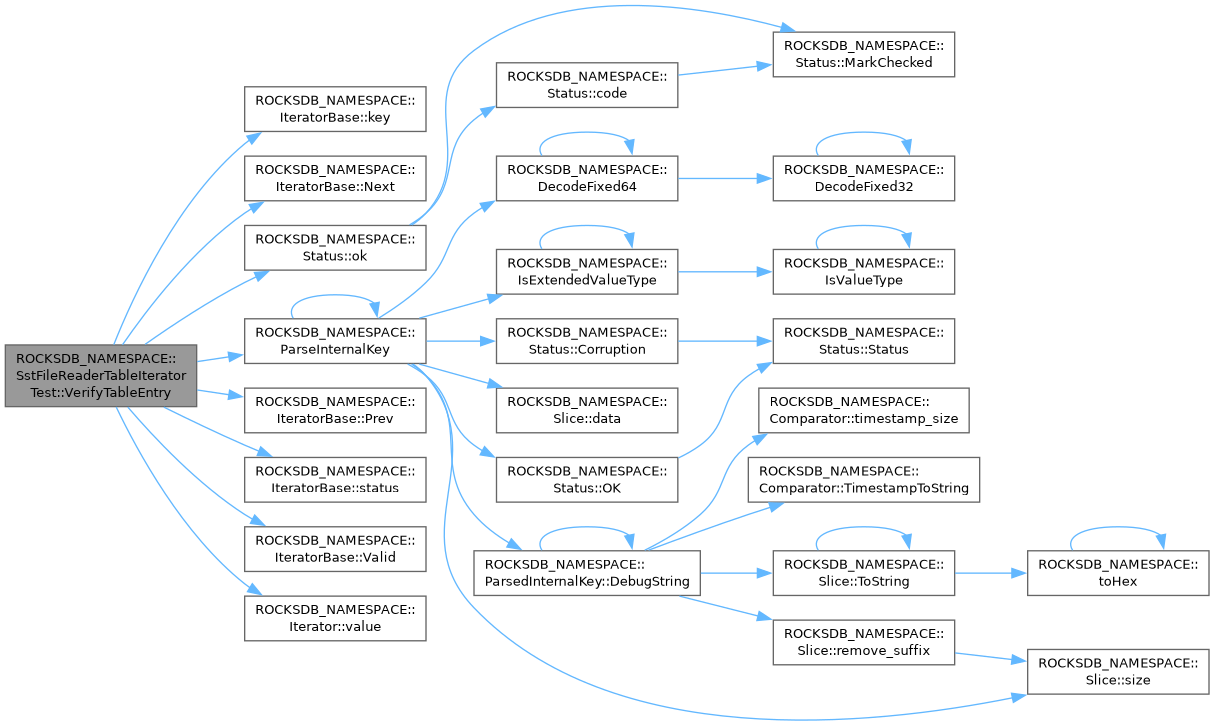 ROCKSDB_NAMESPACE::
SstFileReaderTableIterator
Test::VerifyTableEntry
ROCKSDB_NAMESPACE::
IteratorBase::key
ROCKSDB_NAMESPACE::
IteratorBase::Next
ROCKSDB_NAMESPACE::
Status::ok
ROCKSDB_NAMESPACE::
ParseInternalKey
ROCKSDB_NAMESPACE::
IteratorBase::Prev
ROCKSDB_NAMESPACE::
IteratorBase::status
ROCKSDB_NAMESPACE::
IteratorBase::Valid
ROCKSDB_NAMESPACE::
Iterator::value
ROCKSDB_NAMESPACE::
Status::code
ROCKSDB_NAMESPACE::
DecodeFixed64
ROCKSDB_NAMESPACE::
IsExtendedValueType
ROCKSDB_NAMESPACE::
Status::Corruption
ROCKSDB_NAMESPACE::
Slice::data
ROCKSDB_NAMESPACE::
Status::OK
ROCKSDB_NAMESPACE::
ParsedInternalKey::DebugString
ROCKSDB_NAMESPACE::
Status::MarkChecked
ROCKSDB_NAMESPACE::
DecodeFixed32
ROCKSDB_NAMESPACE::
IsValueType
ROCKSDB_NAMESPACE::
Status::Status
ROCKSDB_NAMESPACE::
Comparator::timestamp_size
ROCKSDB_NAMESPACE::
Comparator::TimestampToString
ROCKSDB_NAMESPACE::
Slice::ToString
ROCKSDB_NAMESPACE::
Slice::remove_suffix
ROCKSDB_NAMESPACE::
toHex
ROCKSDB_NAMESPACE::
Slice::size